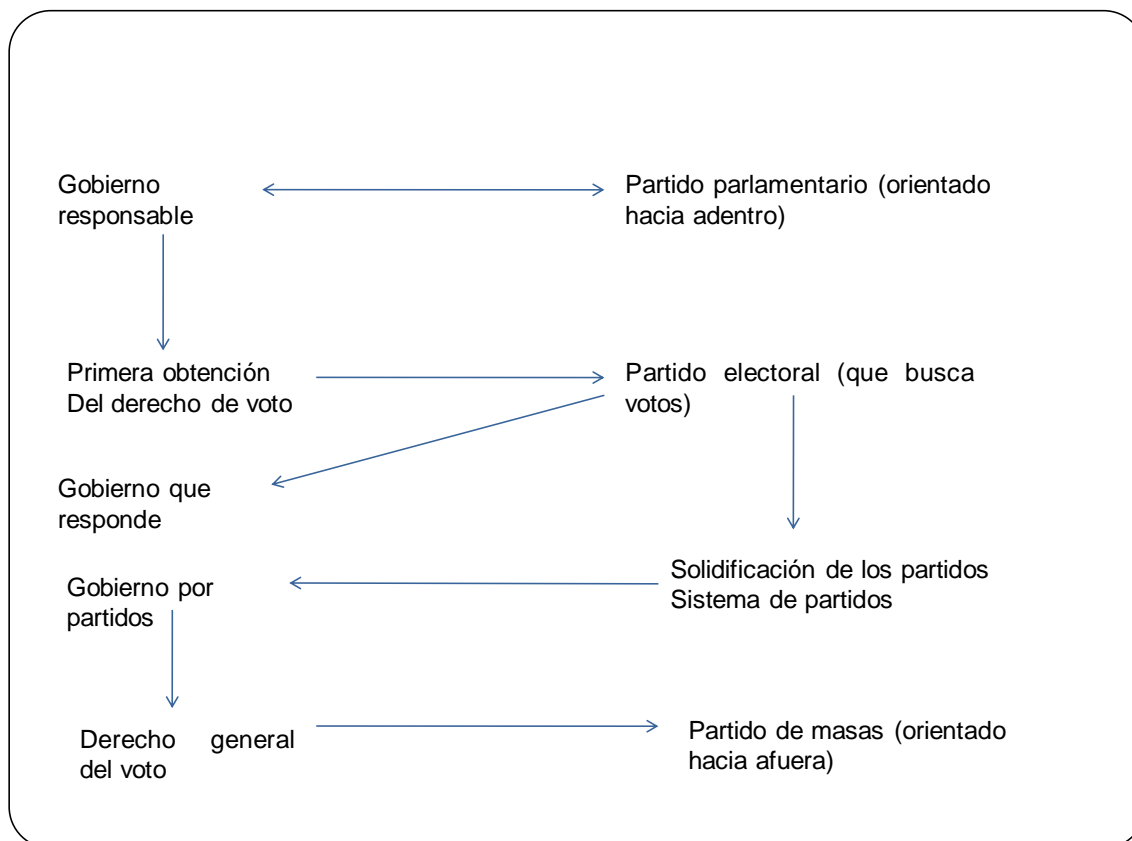 Gobierno
responsable
Partido parlamentario (orientado
hacia adentro)
Primera obtención
Del derecho de voto
Partido electoral (que busca
votos)
Gobierno que
responde
Gobierno por
partidos
Solidificación de los partidos
Sistema de partidos
Derecho general
del voto
Partido de masas (orientado
hacia afuera)